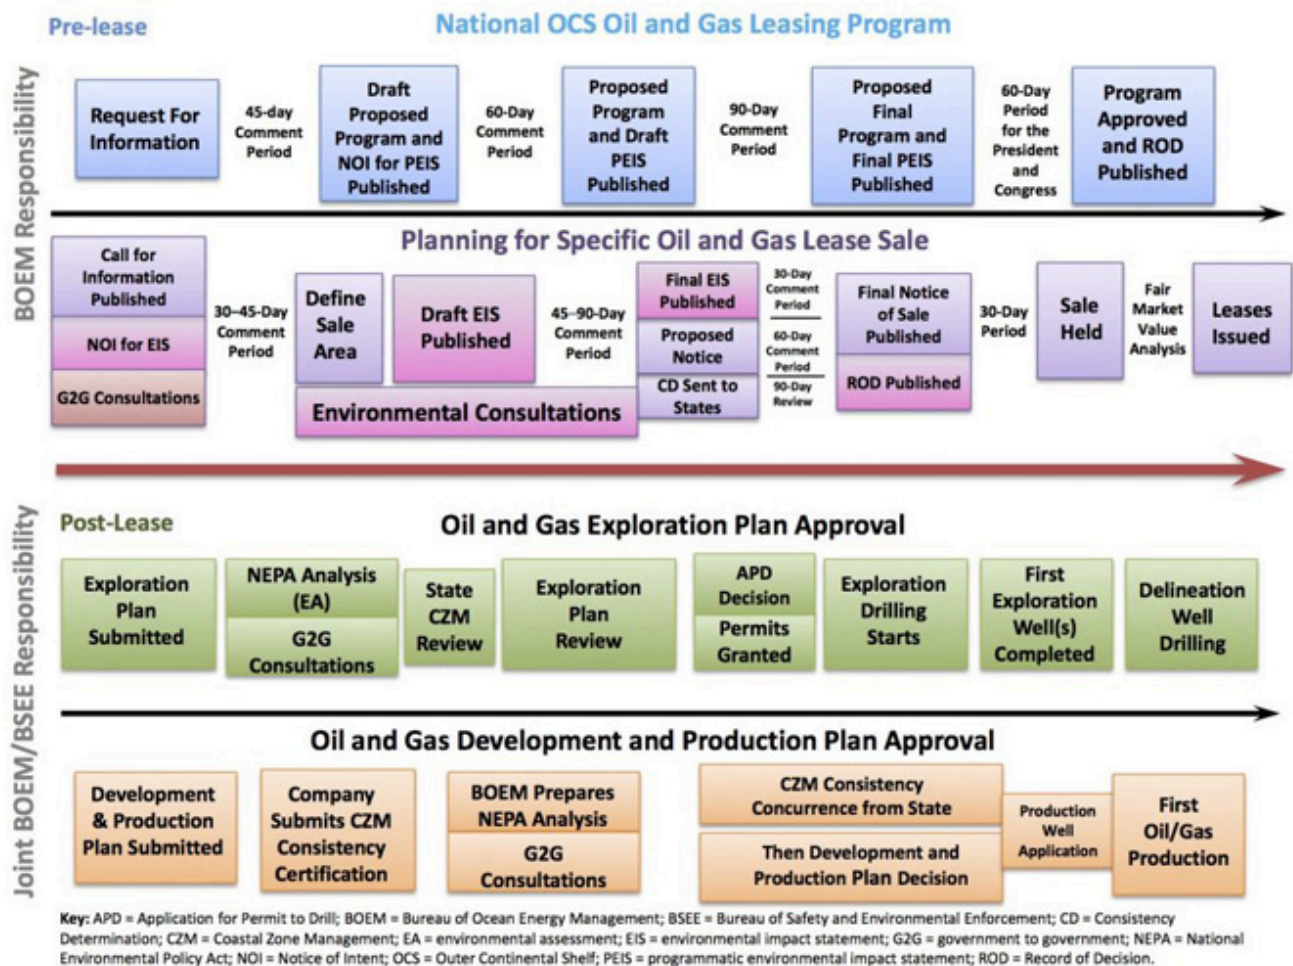 Pre-lease
National OCS Oil and Gas Leasing Program
BOEM Responsibility
Request For
Information
45-day
Comment
Period
Draft
Proposed
Program and
NOI for PEIS
Published
60-Day
Comment
Period
Proposed
Program
and Draft
PEIS
Published
90-Day
Comment
Period
Proposed
Final
Program and
Final PEIS
Published
60-Day
Period
for the
President
and
Congress
Program
Approved
and ROD
Published
Planning for Specific Oil and Gas Lease Sale
Call for
Information
Published
NOI for EIS
G2G Consultations
30–45-Day
Comment
Period
Define
Sale
Area
Draft EIS
Published
Environmental Consultations
45–90-Day
Comment
Period
Final EIS
Published
Proposed
Notice
CD Sent to
States
30-Day
Comment
Period
60-Day
Comment
Period
90-Day
Review
Final Notice
of Sale
Published
ROD Published
30-Day
Period
Sale
Held
Fair
Market
Value
Analysis
Leases
Issued
Joint BOEM/BSEE Responsibility
Post-Lease
Oil and Gas Exploration Plan Approval
Exploration
Plan
Submitted
NEPA Analysis
(EA)
G2G
Consultations
State
CZM
Review
Exploration
Plan
Review
APD
Decision
Permits
Granted
Exploration
Drilling
Starts
First
Exploration
Well(s)
Completed
Delineation
Well
Drilling
Oil and Gas Development and Production Plan Approval
Development
& Production
Plan Submitted
Company
Submits CZM
Consistency
Certification
BOEM Prepares
NEPA Analysis
G2G
Consultations
CZM Consistency
Concurrence from State
Then Development and
Production Plan Decision
Production
Well
Application
First
Oil/Gas
Production
Key: APD = Application for Permit to Drill; BOEM = Bureau of Ocean Energy Management; BSEE = Bureau of Safety and Environmental Enforcement; CD = Consistency
Determination; CZM = Coastal Zone Management; EA = environmental assessment; EIS = environmental impact statement; G2G = government to government; NEPA = National
Environmental Policy Act; NOI = Notice of Intent; OCS = Outer Continental Shelf; PEIS = programmatic environmental impact statement; ROD = Record of Decision.